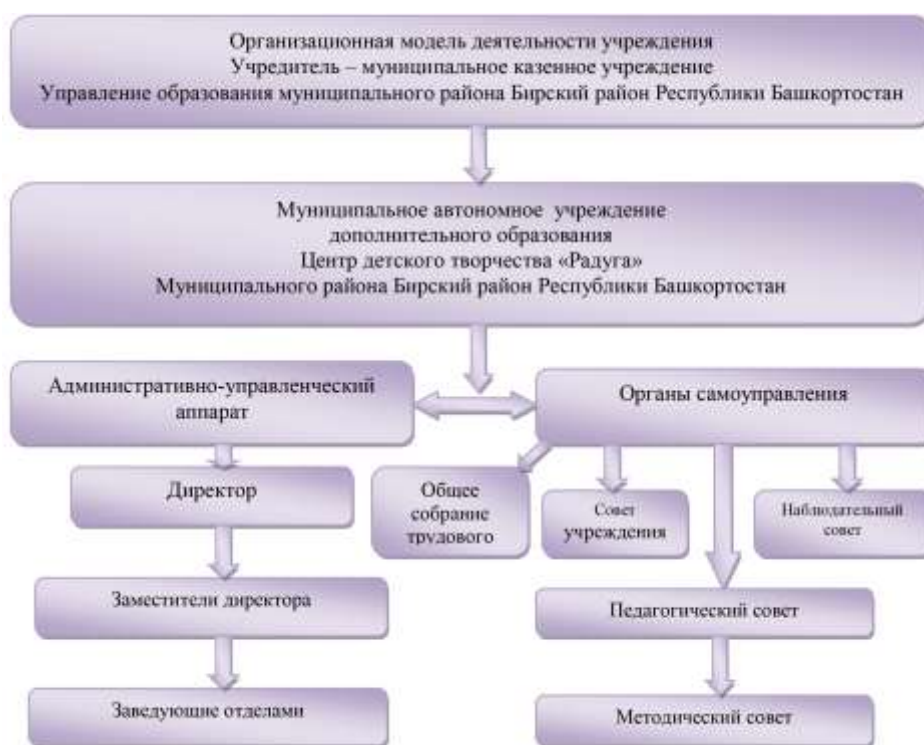 Организационная модель деятельности учреждения
Учредитель – муниципальное казенное учреждение
Управление образования муниципального района Бирский район Республики Башкортостан
Муниципальное автономное учреждение
дополнительного образования
Центр детского творчества «Радуга»
Муниципального района Бирский район Республики Башкортостан
Административно-управленческий
аппарат
Органы самоуправления
Директор
Общее
собрание
трудового
Совет
учреждения
Наблюдательный
совет
Заместители директора
Педагогический совет
Заведующие отделами
Методический совет